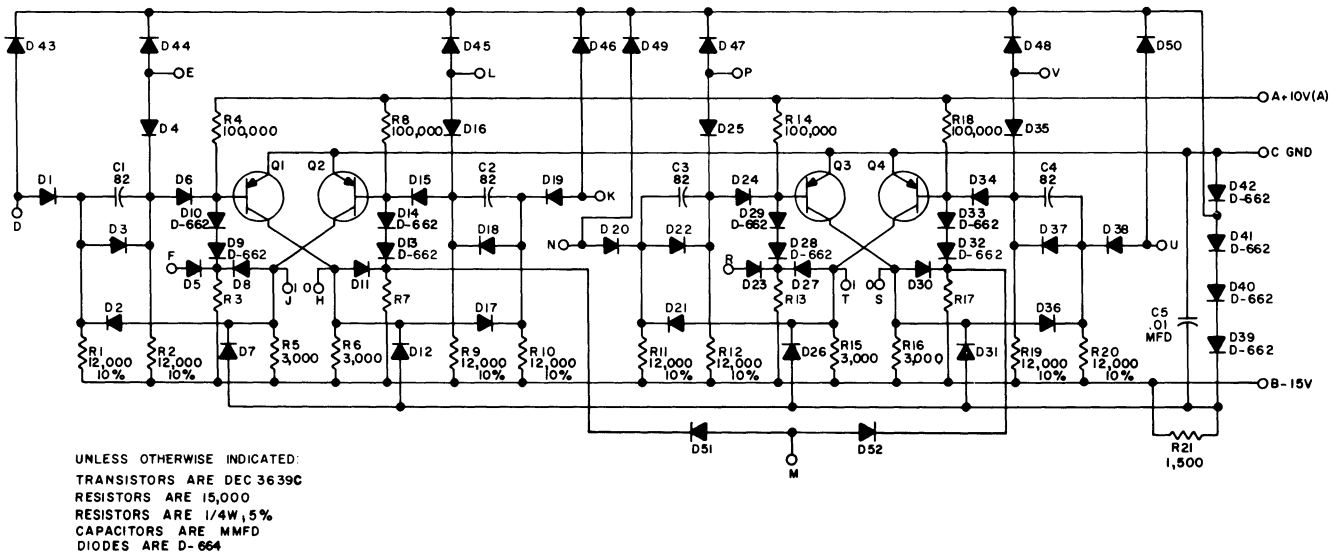 D43
D44
D45
D46
D49
D47
D48
D50
E
L
P
V
A+10V(A)
R4
100,000
R8
100,000
R14
100,000
R18
100,000
D4
D16
D25
D35
C GND
D1
C1
82
D6
Q1
Q2
D15
C2
82
D19
K
C3
82
D24
Q3
Q4
D34
C4
82
D42
D-662
D
D3
D10
D-662
D14
D-662
D18
N
D20
D22
D29
D-662
D33
D-662
D37
D38
U
D41
D-662
F
D5
D9
D-662
D8
1
J
0
H
D11
D13
D-662
R
D23
D28
D-662
D27
1
T
0
S
D30
D32
D-662
D40
D-662
R3
R7
R13
R17
D2
D17
D21
D36
C5
.01
MFD
D39
D-662
R1
12,000
10%
R2
12,000
10%
D7
R5
3,000
R6
3,000
D12
R9
12,000
10%
R10
12,000
10%
R11
12,000
10%
R12
12,000
10%
D26
R15
3,000
R16
3,000
D31
R19
12,000
10%
R20
12,000
10%
B-15V
D51
D52
M
R21
1,500
UNLESS OTHERWISE INDICATED:
TRANSISTORS ARE DEC 3639C
RESISTORS ARE 15,000
RESISTORS ARE 1/4W, 5%
CAPACITORS ARE MMFD
DIODES ARE D-664